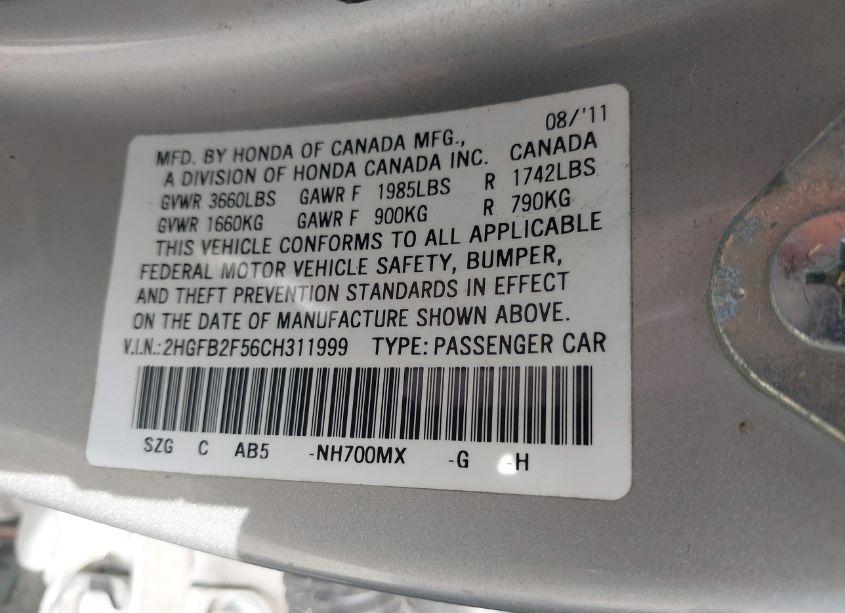 08/'11
MFD. BY HONDA OF CANADA MFG.,
A DIVISION OF HONDA CANADA INC. CANADA
GVWR 3660LBS GAWR F 1985LBS R 1742LBS
GVWR 1660KG GAWR F 900KG R 790KG
THIS VEHICLE CONFORMS TO ALL APPLICABLE
FEDERAL MOTOR VEHICLE SAFETY, BUMPER,
AND THEFT PREVENTION STANDARDS IN EFFECT
ON THE DATE OF MANUFACTURE SHOWN ABOVE.
V.I.N.: 2HGFB2F56CH311999 TYPE: PASSENGER CAR
SZG C AB5 -NH700MX -G -H